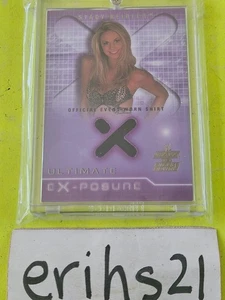 OFFICIAL EVENT-WORN SHIRT
ULTIMATE
EX-POSURE
erihs21